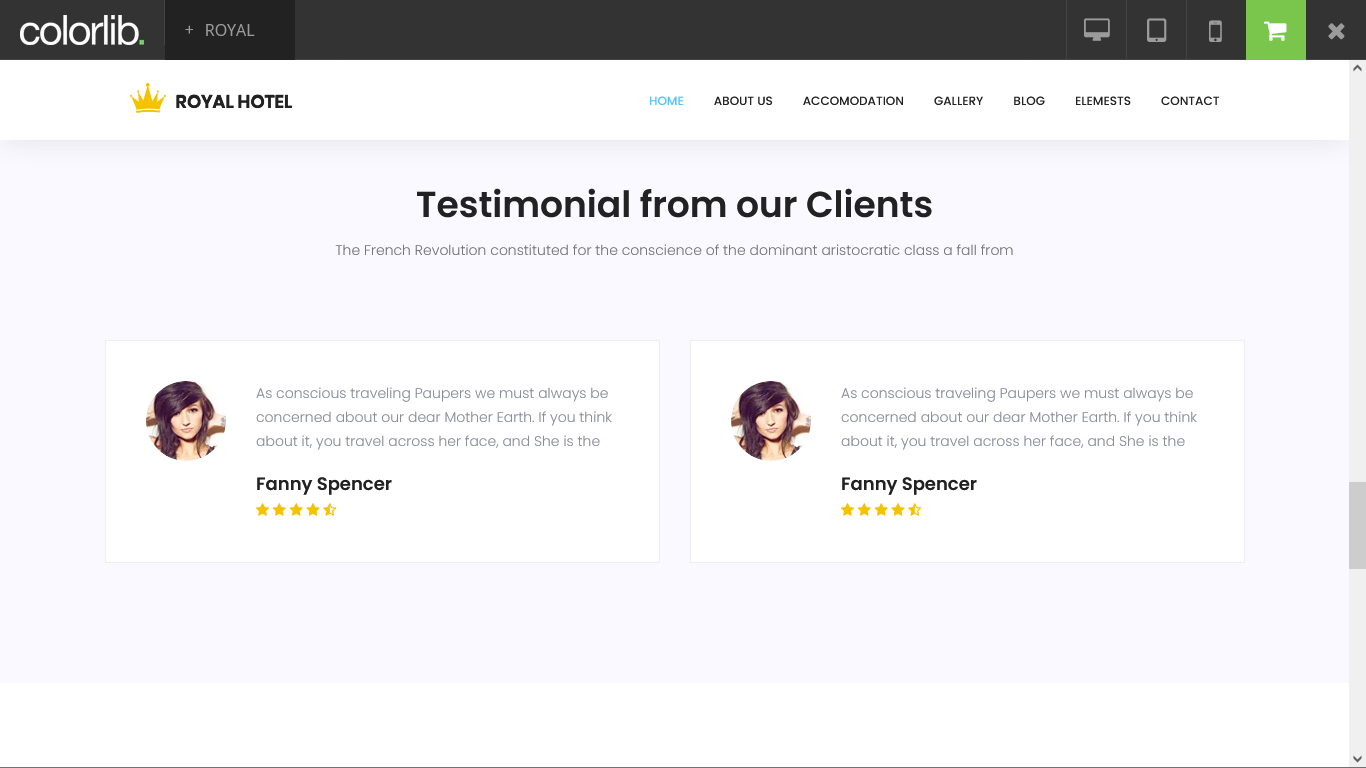 colorlib.
+ ROYAL
ROYAL HOTEL
HOME ABOUT US ACCOMODATION GALLERY BLOG ELEMESTS CONTACT
Testimonial from our Clients
The French Revolution constituted for the conscience of the dominant aristocratic class a fall from
As conscious traveling Paupers we must always be
concerned about our dear Mother Earth. If you think
about it, you travel across her face, and She is the
Fanny Spencer
As conscious traveling Paupers we must always be
concerned about our dear Mother Earth. If you think
about it, you travel across her face, and She is the
Fanny Spencer